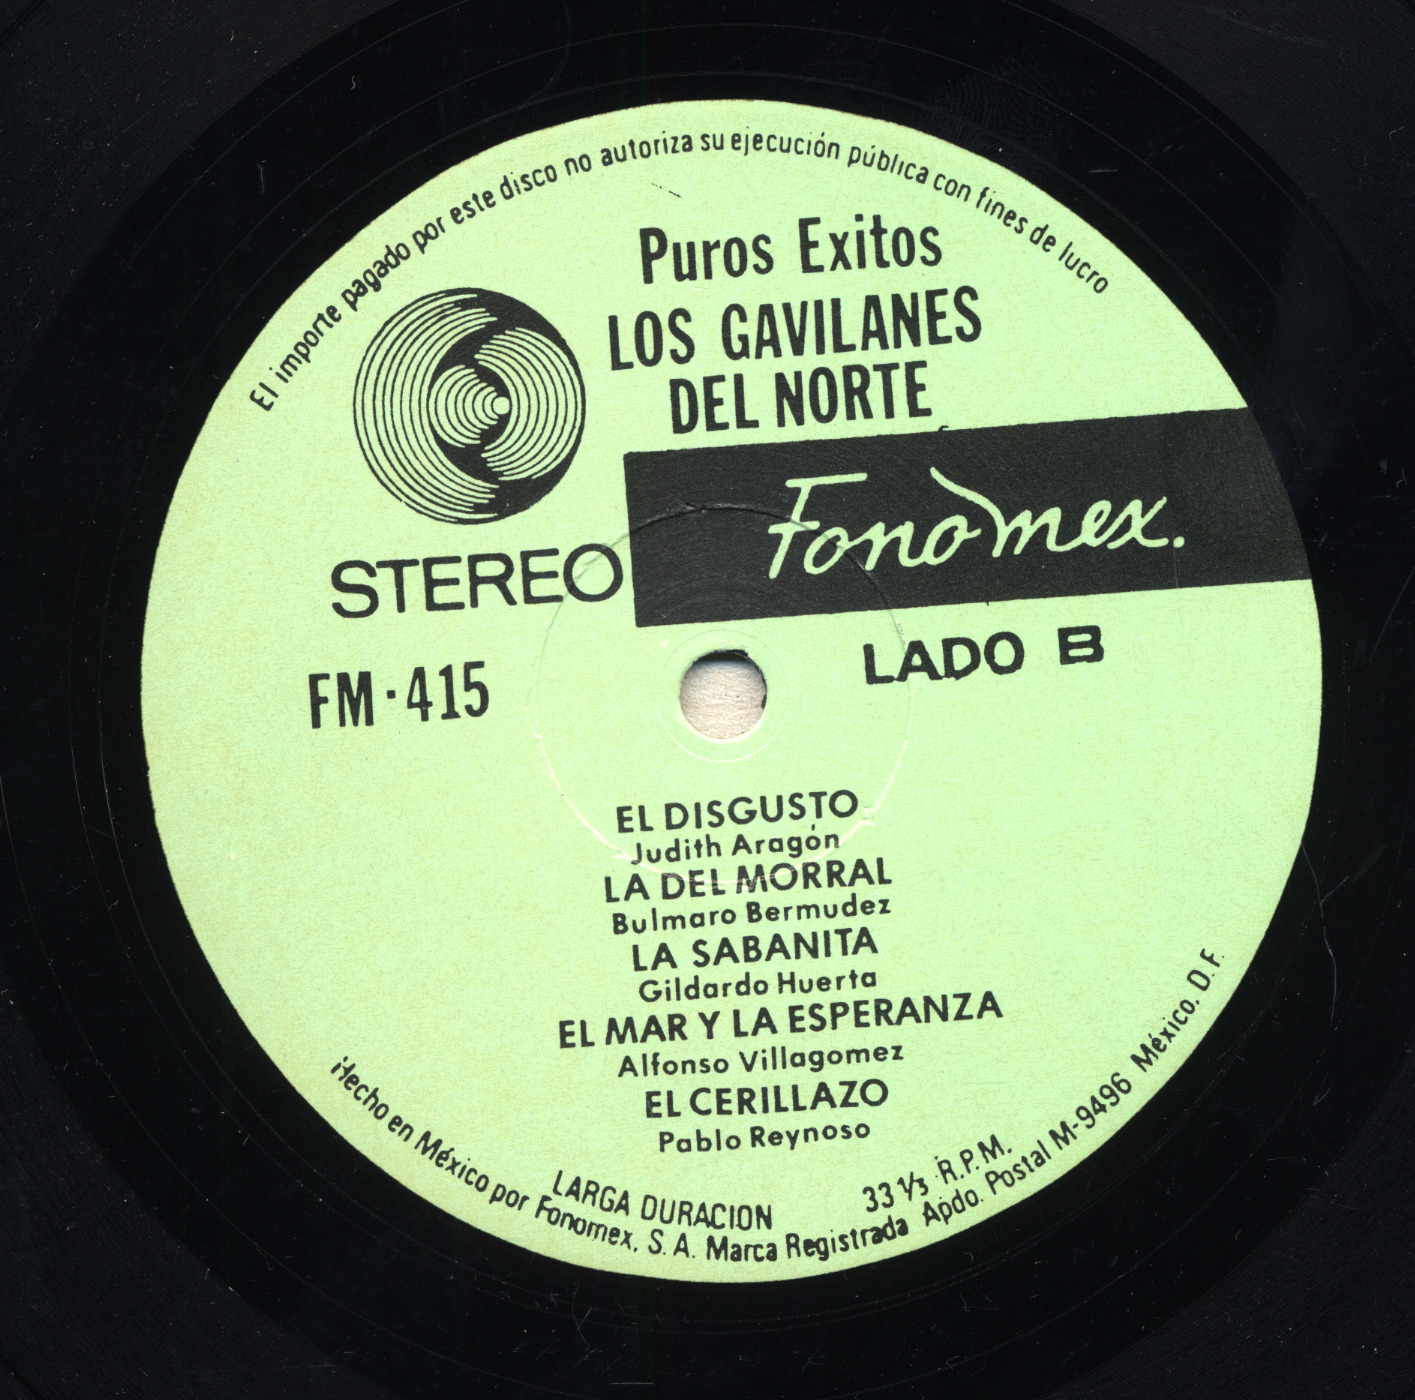 El importe pagado por este disco no autoriza su ejecución pública con fines de lucro
Puros Exitos
LOS GAVILANES
DEL NORTE
Fonomex.
STEREO
LADO B
FM·415
EL DISGUSTO
Judith Aragón
LA DEL MORRAL
Bulmaro Bermudez
LA SABANITA
Gildardo Huerta
EL MAR Y LA ESPERANZA
Alfonso Villagomez
EL CERILLAZO
Pablo Reynoso
LARGA DURACION
33 1/3 R.P.M.
Hecho en México por Fonomex, S.A. Marca Registrada Apdo. Postal M-9496 México. D.F.